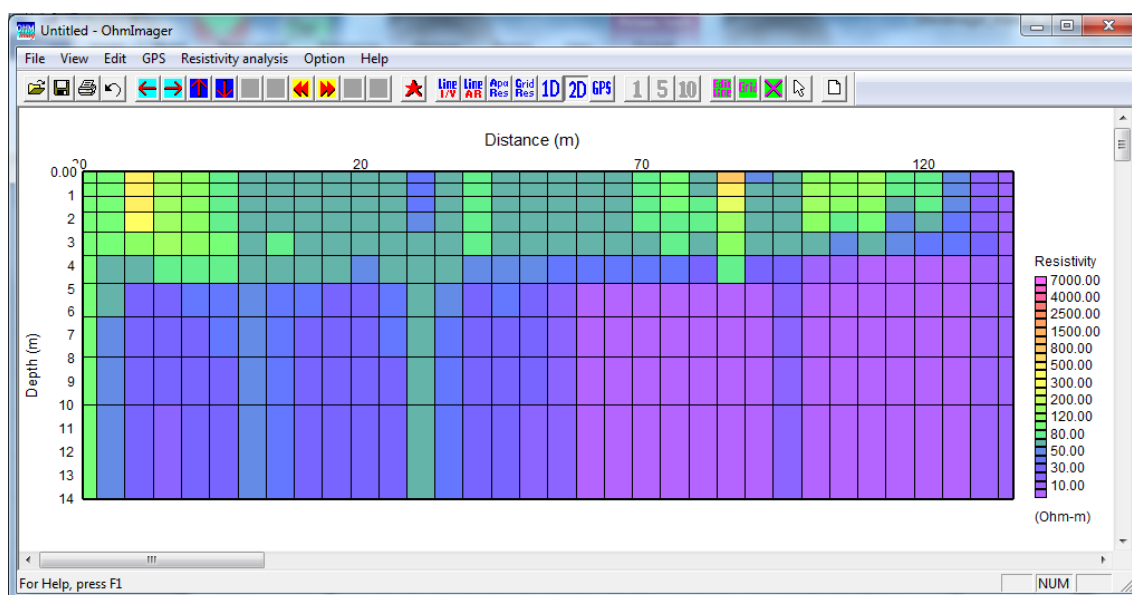 Untitled - OhmImager
File View Edit GPS Resistivity analysis Option Help
Line I/V Line AR Apa Res Grid Res 1D 2D GPS 1 5 10
Distance (m)
20 70 120
0.00
1
2
3
4
5
6
7
8
9
10
11
12
13
14
Depth (m)
Resistivity
7000.00
4000.00
2500.00
1500.00
800.00
500.00
300.00
200.00
120.00
80.00
50.00
30.00
10.00
(Ohm-m)
For Help, press F1
NUM